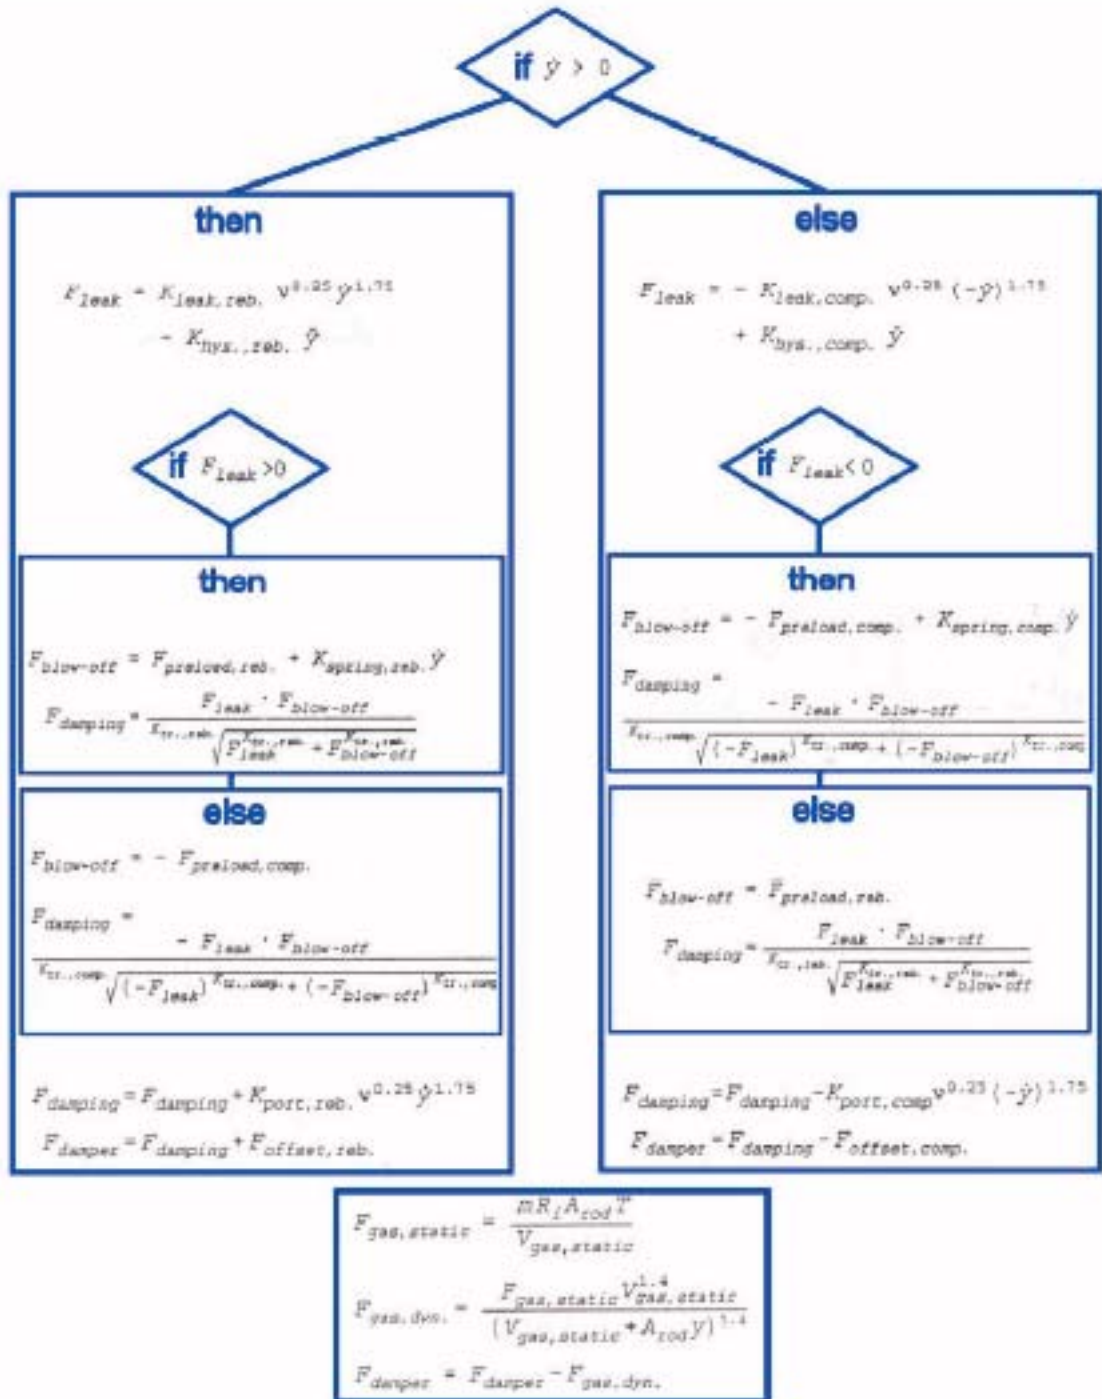 if ẏ > 0
then
F_leak = K_leak,reb. ν^0.25 ẏ^1.75
- K_hys.,reb. ÿ
if F_leak >0
then
F_blow-off = F_preload,reb. + K_spring,reb. ẏ
F_damping = F_leak · F_blow-off / ^K_tr.,reb.√(F_leak^K_tr.,reb. + F_blow-off^K_tr.,reb.)
else
F_blow-off = - F_preload,comp.
F_damping =
- F_leak · F_blow-off / ^K_tr.,comp.√((-F_leak)^K_tr.,comp. + (-F_blow-off)^K_tr.,comp
F_damping = F_damping + K_port,reb. ν^0.25 ẏ^1.75
F_damper = F_damping + F_offset,reb.
else
F_leak = - K_leak,comp. ν^0.25 (-ẏ)^1.75
+ K_hys.,comp. ÿ
if F_leak < 0
then
F_blow-off = - F_preload,comp. + K_spring,comp. ẏ
F_damping =
- F_leak · F_blow-off / ^K_tr.,comp.√((-F_leak)^K_tr.,comp. + (-F_blow-off)^K_tr.,comp
else
F_blow-off = F_preload,reb.
F_damping = F_leak · F_blow-off / ^K_tr.,reb.√(F_leak^K_tr.,reb. + F_blow-off^K_tr.,reb.)
F_damping = F_damping - K_port,comp ν^0.25 (-ẏ)^1.75
F_damper = F_damping - F_offset,comp.
F_gas,static = mR_i A_rod T / V_gas,static
F_gas,dyn. = F_gas,static V_gas,static^1.4 / (V_gas,static + A_rod y)^1.4
F_damper = F_damper - F_gas,dyn.